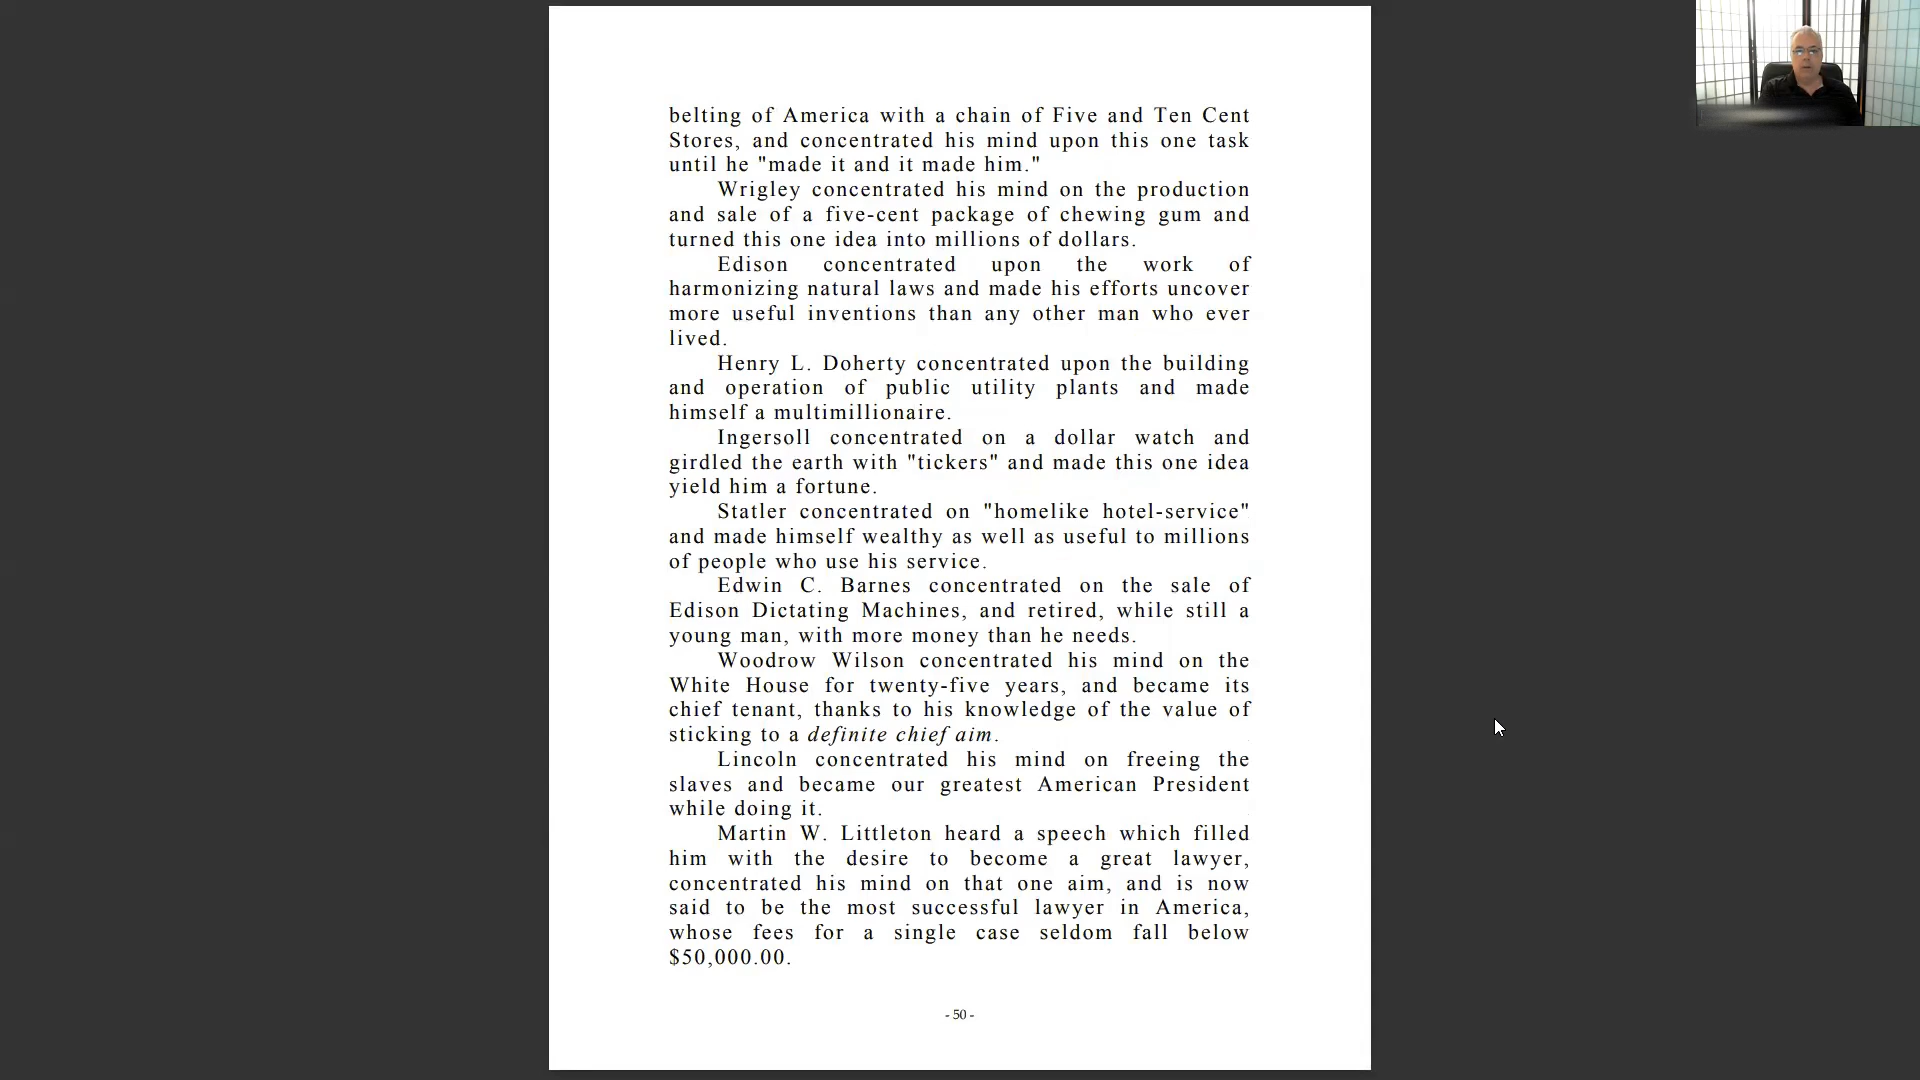 belting of America with a chain of Five and Ten Cent
Stores, and concentrated his mind upon this one task
until he "made it and it made him."
Wrigley concentrated his mind on the production
and sale of a five-cent package of chewing gum and
turned this one idea into millions of dollars.
Edison concentrated upon the work of
harmonizing natural laws and made his efforts uncover
more useful inventions than any other man who ever
lived.
Henry L. Doherty concentrated upon the building
and operation of public utility plants and made
himself a multimillionaire.
Ingersoll concentrated on a dollar watch and
girdled the earth with "tickers" and made this one idea
yield him a fortune.
Statler concentrated on "homelike hotel-service"
and made himself wealthy as well as useful to millions
of people who use his service.
Edwin C. Barnes concentrated on the sale of
Edison Dictating Machines, and retired, while still a
young man, with more money than he needs.
Woodrow Wilson concentrated his mind on the
White House for twenty-five years, and became its
chief tenant, thanks to his knowledge of the value of
sticking to a definite chief aim.
Lincoln concentrated his mind on freeing the
slaves and became our greatest American President
while doing it.
Martin W. Littleton heard a speech which filled
him with the desire to become a great lawyer,
concentrated his mind on that one aim, and is now
said to be the most successful lawyer in America,
whose fees for a single case seldom fall below
$50,000.00.
- 50 -